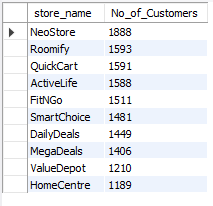 store_name No_of_Customers
NeoStore 1888
Roomify 1593
QuickCart 1591
ActiveLife 1588
FitNGo 1511
SmartChoice 1481
DailyDeals 1449
MegaDeals 1406
ValueDepot 1210
HomeCentre 1189